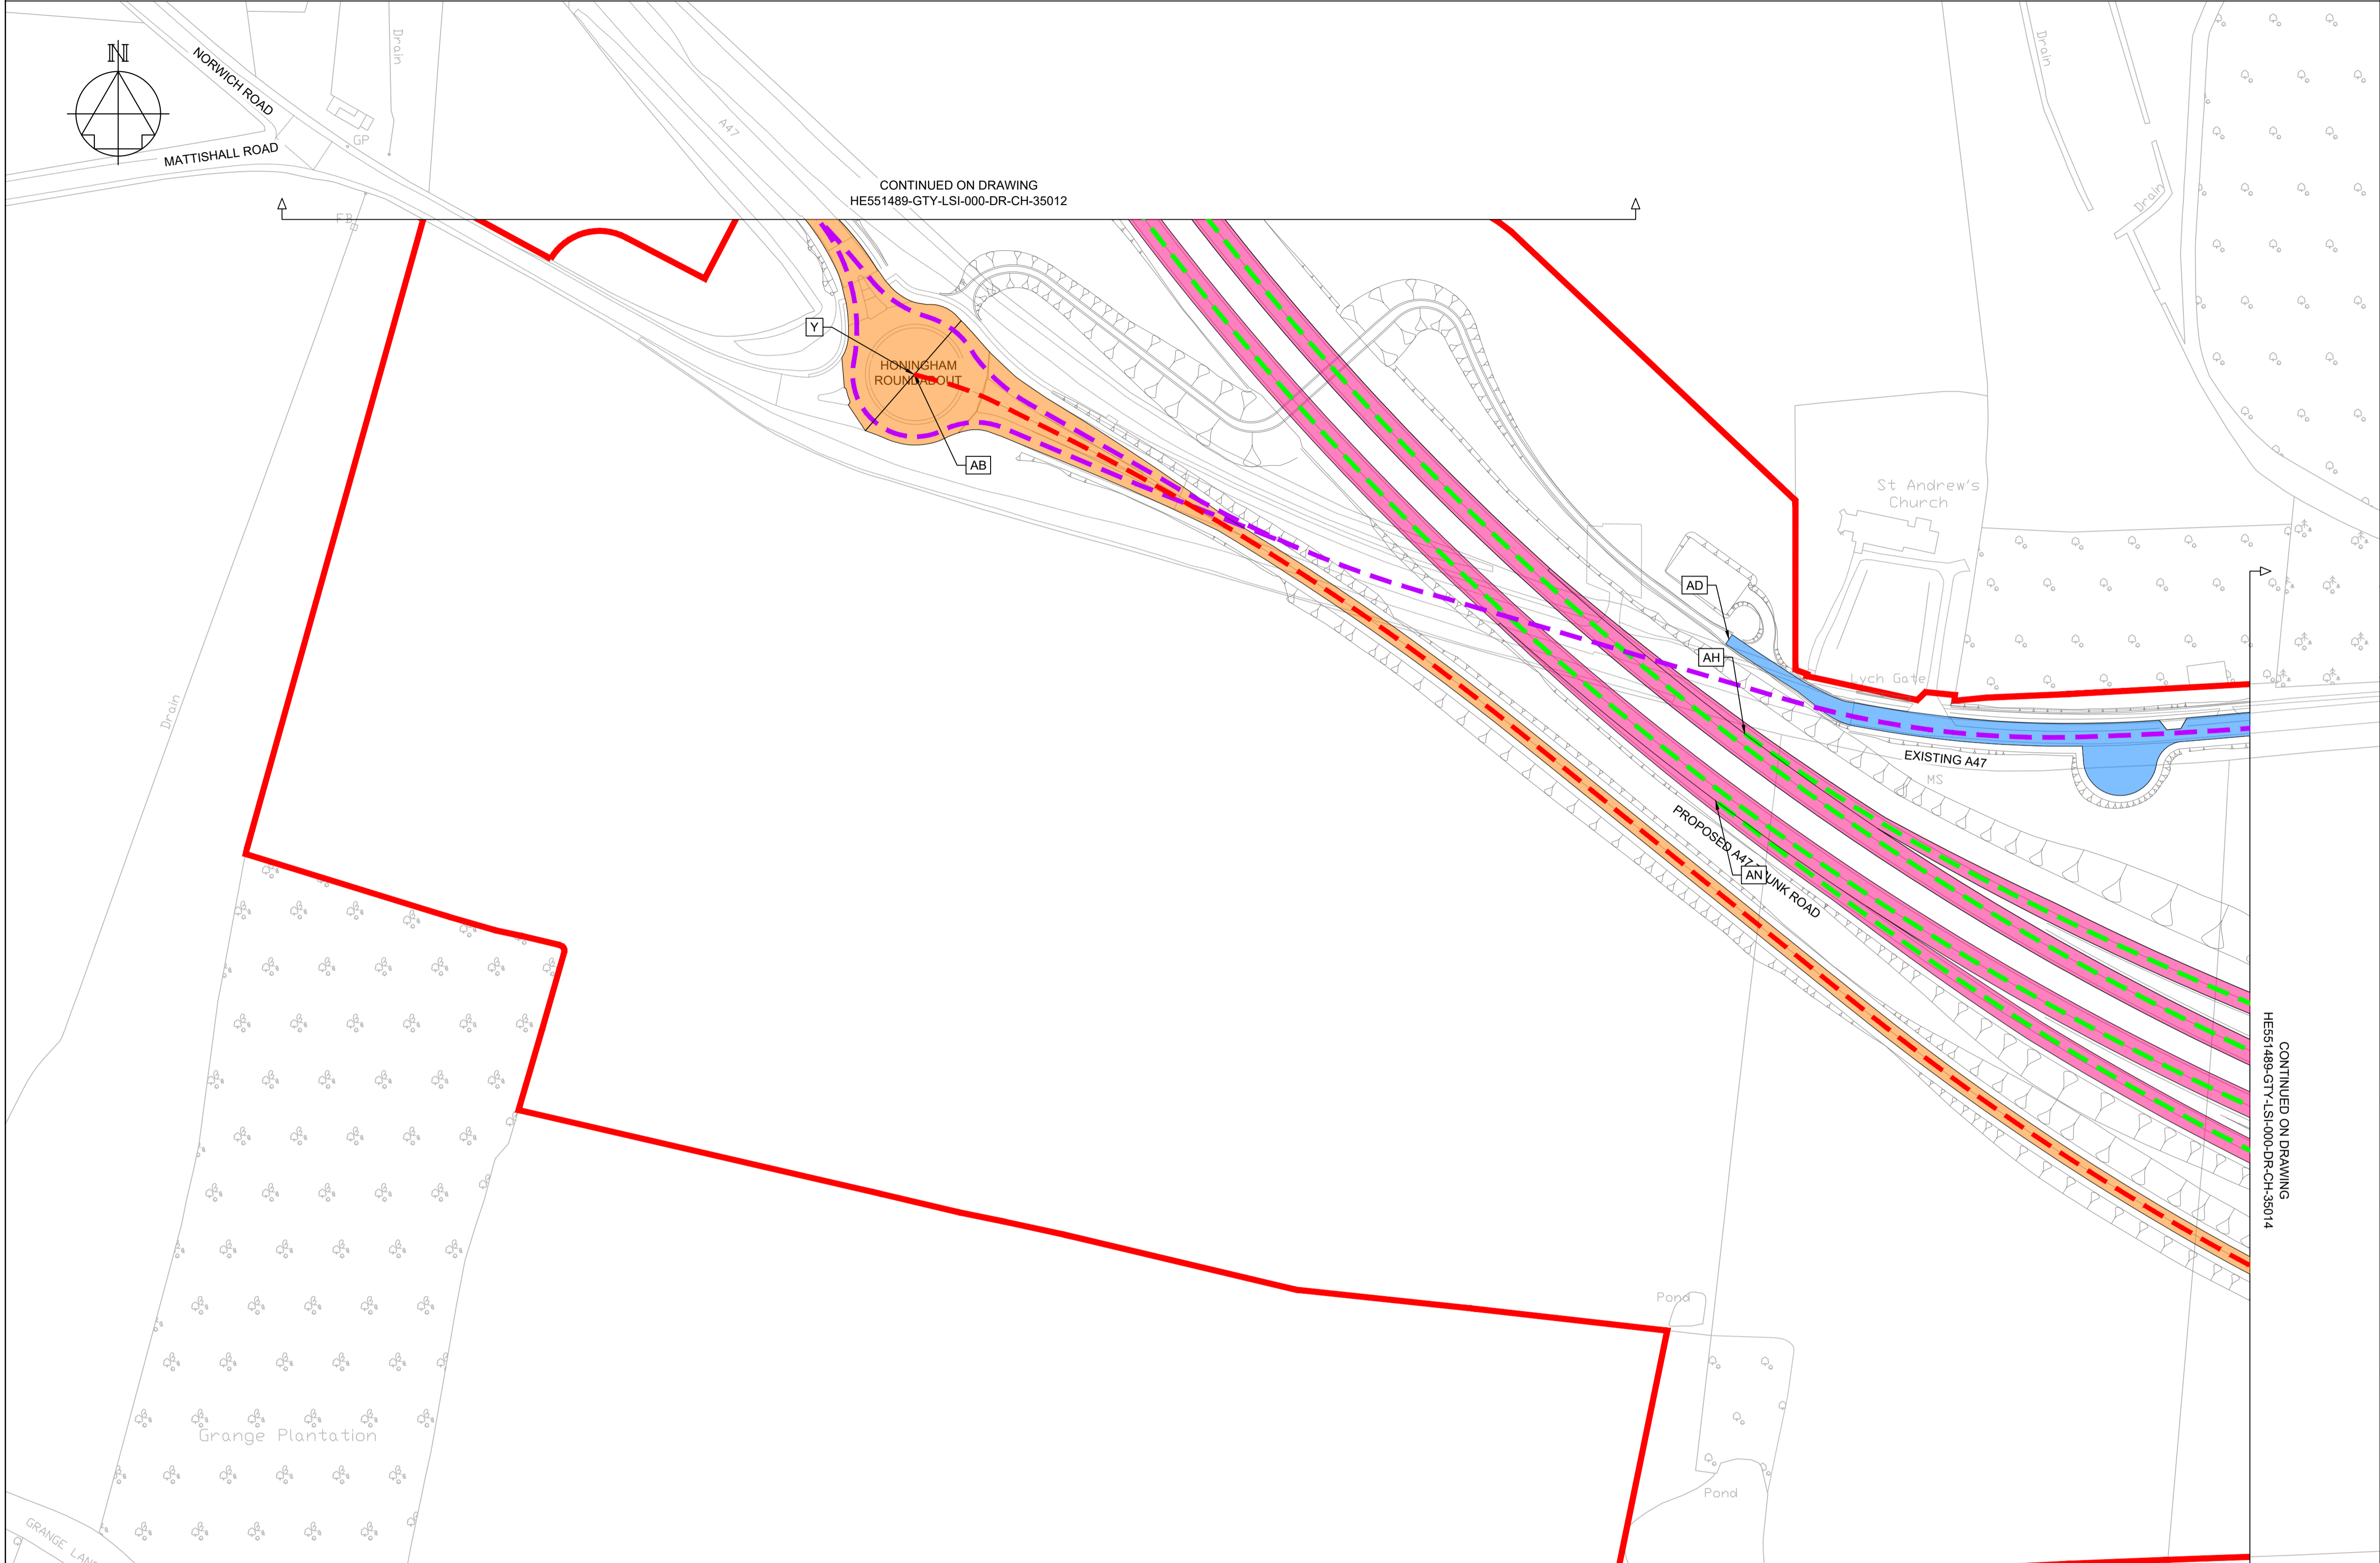 N
NORWICH ROAD
MATTISHALL ROAD
Drain
GP
FB
A47
CONTINUED ON DRAWING
HE551489-GTY-LSI-000-DR-CH-35012
Drain
Drain
Y
HONINGHAM
ROUNDABOUT
AB
St Andrew's
Church
AD
AH
Lych Gate
EXISTING A47
MS
Drain
PROPOSED A47 TRUNK ROAD
AN
CONTINUED ON DRAWING
HE551489-GTY-LSI-000-DR-CH-35014
Pond
Grange Plantation
Pond
GRANGE LANE